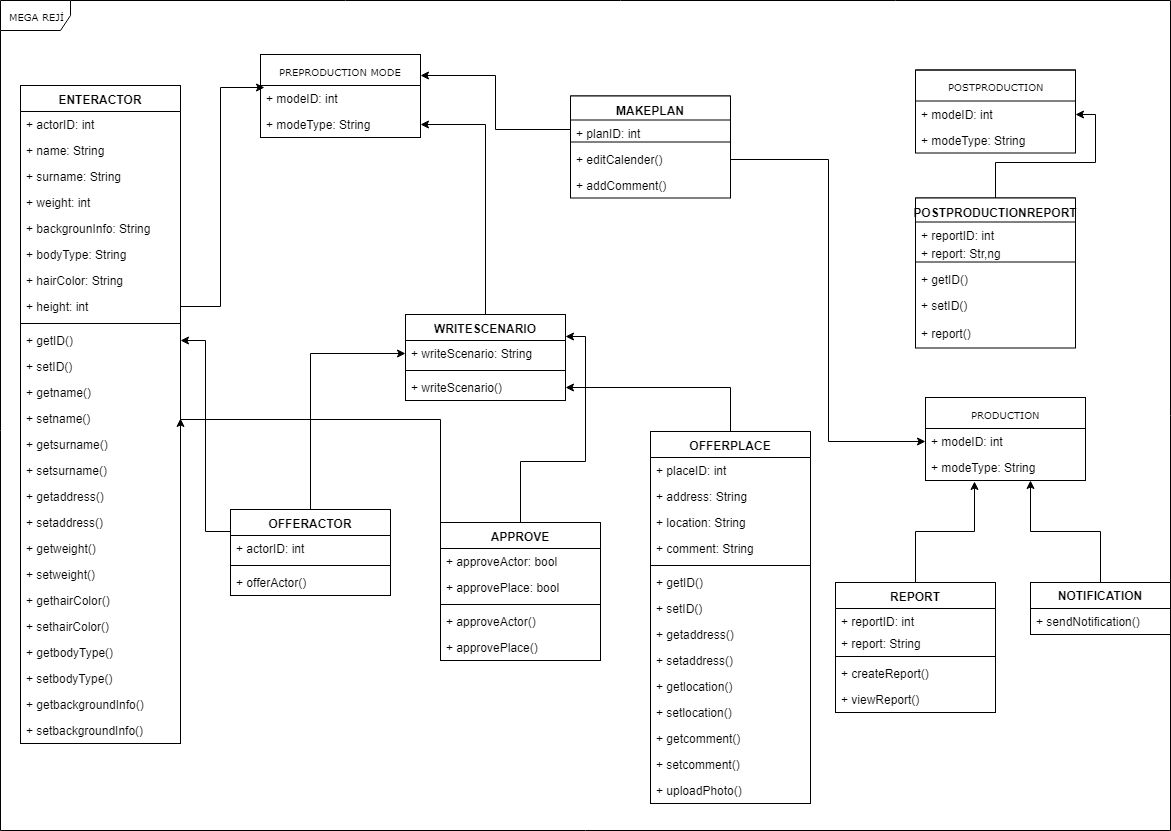 MEGA REJİ
PREPRODUCTION MODE
+ modeID: int
+ modeType: String
ENTERACTOR
+ actorID: int
+ name: String
+ surname: String
+ weight: int
+ backgrounInfo: String
+ bodyType: String
+ hairColor: String
+ height: int
+ getID()
+ setID()
+ getname()
+ setname()
+ getsurname()
+ setsurname()
+ getaddress()
+ setaddress()
+ getweight()
+ setweight()
+ gethairColor()
+ sethairColor()
+ getbodyType()
+ setbodyType()
+ getbackgroundInfo()
+ setbackgroundInfo()
MAKEPLAN
+ planID: int
+ editCalender()
+ addComment()
POSTPRODUCTION
+ modeID: int
+ modeType: String
POSTPRODUCTIONREPORT
+ reportID: int
+ report: Str,ng
+ getID()
+ setID()
+ report()
WRITESCENARIO
+ writeScenario: String
+ writeScenario()
PRODUCTION
+ modeID: int
+ modeType: String
OFFERPLACE
+ placeID: int
+ address: String
+ location: String
+ comment: String
+ getID()
+ setID()
+ getaddress()
+ setaddress()
+ getlocation()
+ setlocation()
+ getcomment()
+ setcomment()
+ uploadPhoto()
OFFERACTOR
+ actorID: int
+ offerActor()
APPROVE
+ approveActor: bool
+ approvePlace: bool
+ approveActor()
+ approvePlace()
REPORT
+ reportID: int
+ report: String
+ createReport()
+ viewReport()
NOTIFICATION
+ sendNotification()